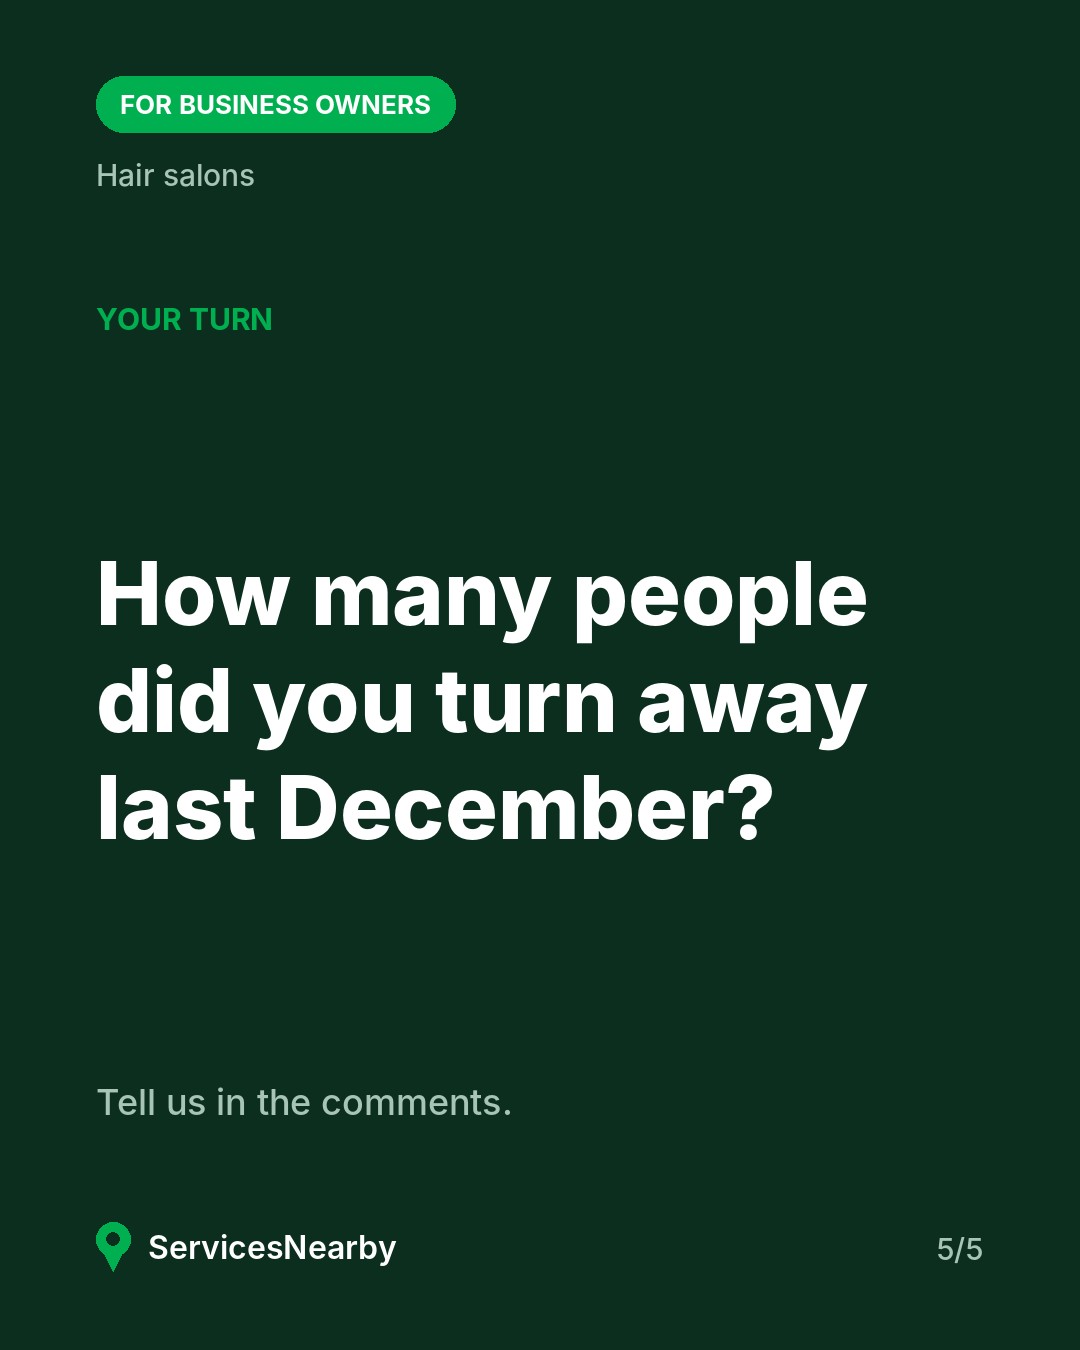 FOR BUSINESS OWNERS
Hair salons
YOUR TURN
How many people
did you turn away
last December?
Tell us in the comments.
ServicesNearby
5/5